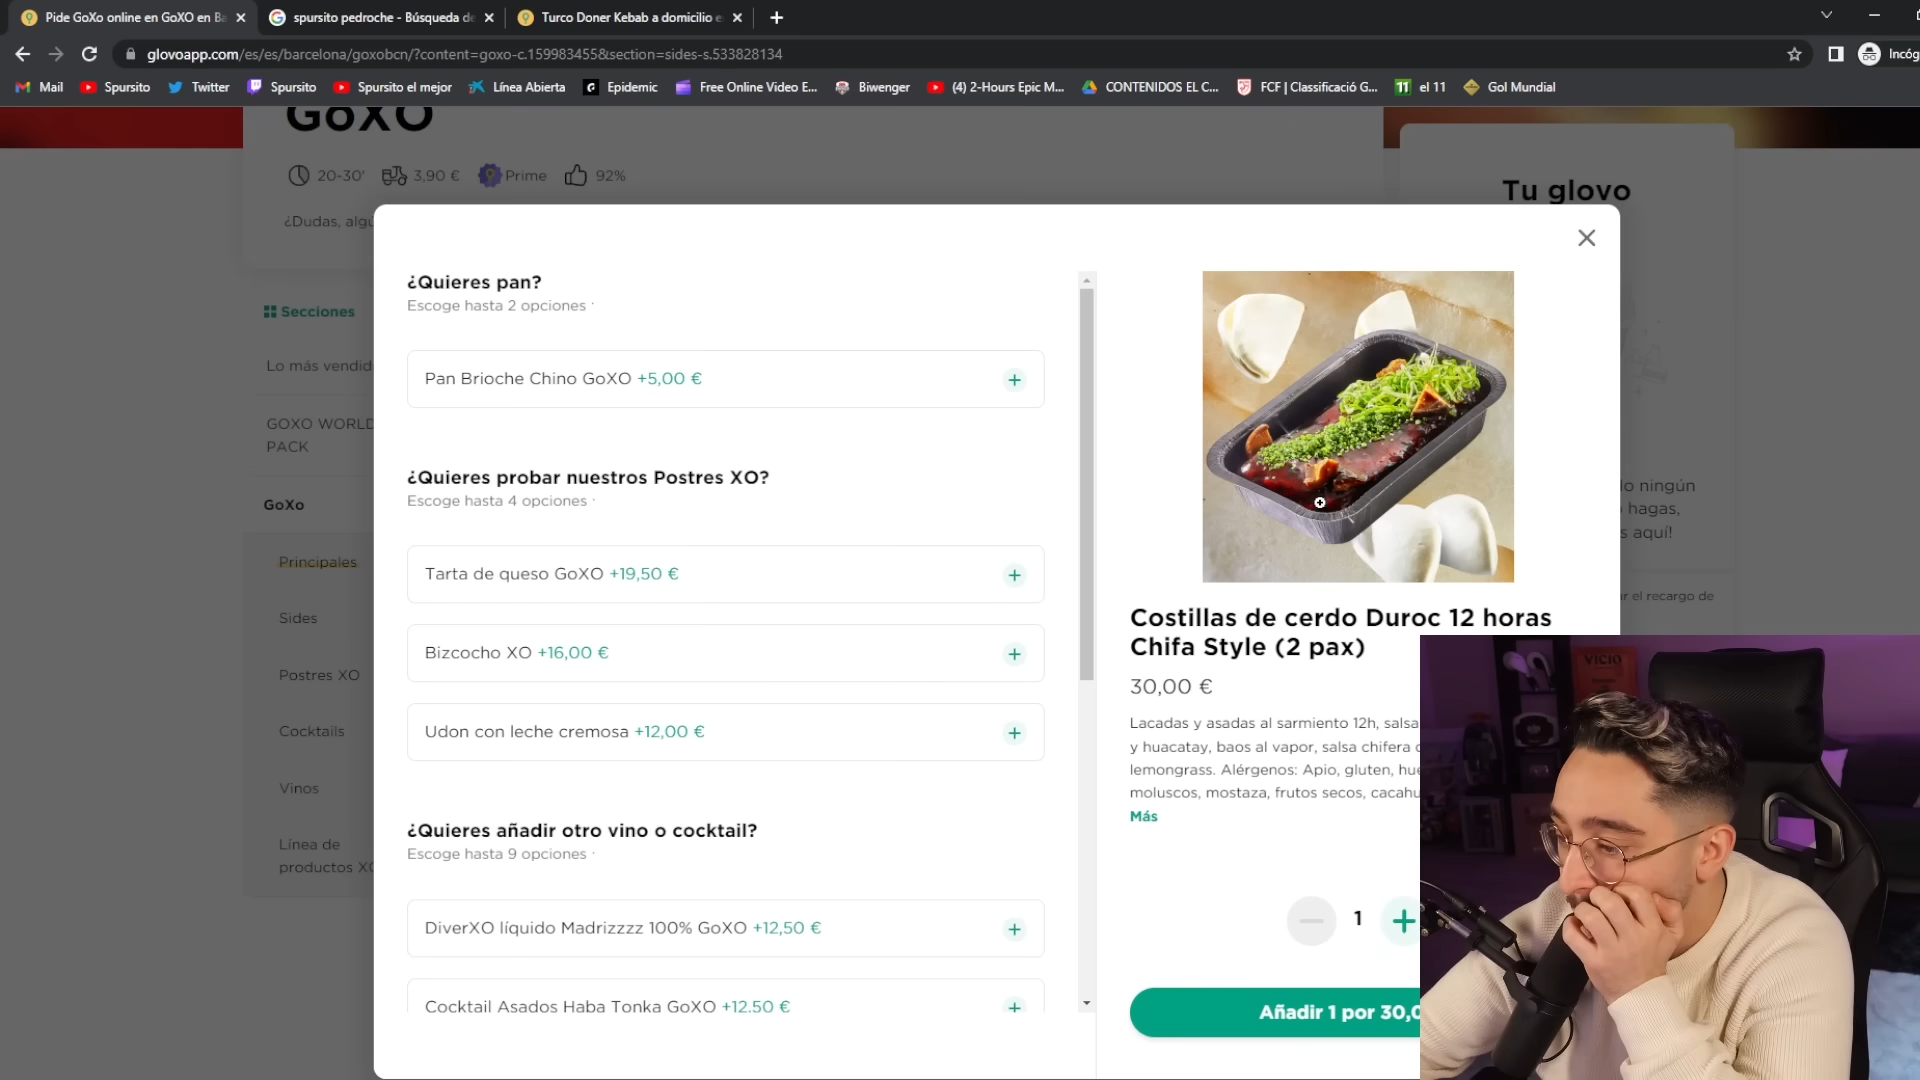 Pide GoXo online en GoXO en Ba
spursito pedroche - Búsqueda de
Turco Doner Kebab a domicilio e
glovoapp.com/es/es/barcelona/goxobcn/?content=goxo-c.159983455&section=sides-s.533828134
Incóg
Mail
Spursito
Twitter
Spursito
Spursito el mejor
Línea Abierta
Epidemic
Free Online Video E...
Biwenger
(4) 2-Hours Epic M...
CONTENIDOS EL C...
FCF | Classificació G...
11
el 11
Gol Mundial
GoXO
20-30'
3,90 €
Prime
92%
¿Dudas, algu
Secciones
Lo más vendid
GOXO WORLD
PACK
GoXo
Principales
Sides
Postres XO
Cocktails
Vinos
Línea de
productos XO
¿Quieres pan?
Escoge hasta 2 opciones
Pan Brioche Chino GoXO +5,00 €
¿Quieres probar nuestros Postres XO?
Escoge hasta 4 opciones
Tarta de queso GoXO +19,50 €
Bizcocho XO +16,00 €
Udon con leche cremosa +12,00 €
¿Quieres añadir otro vino o cocktail?
Escoge hasta 9 opciones
DiverXO líquido Madrizzzz 100% GoXO +12,50 €
Cocktail Asados Haba Tonka GoXO +12,50 €
Costillas de cerdo Duroc 12 horas
Chifa Style (2 pax)
30,00 €
Lacadas y asadas al sarmiento 12h, salsa
y huacatay, baos al vapor, salsa chifera
lemongrass. Alérgenos: Apio, gluten, hue
moluscos, mostaza, frutos secos, cacahu
Más
1
Añadir 1 por 30,0
Tu glovo
lo ningún
hagas,
s aquí!
r el recargo de
VICIO